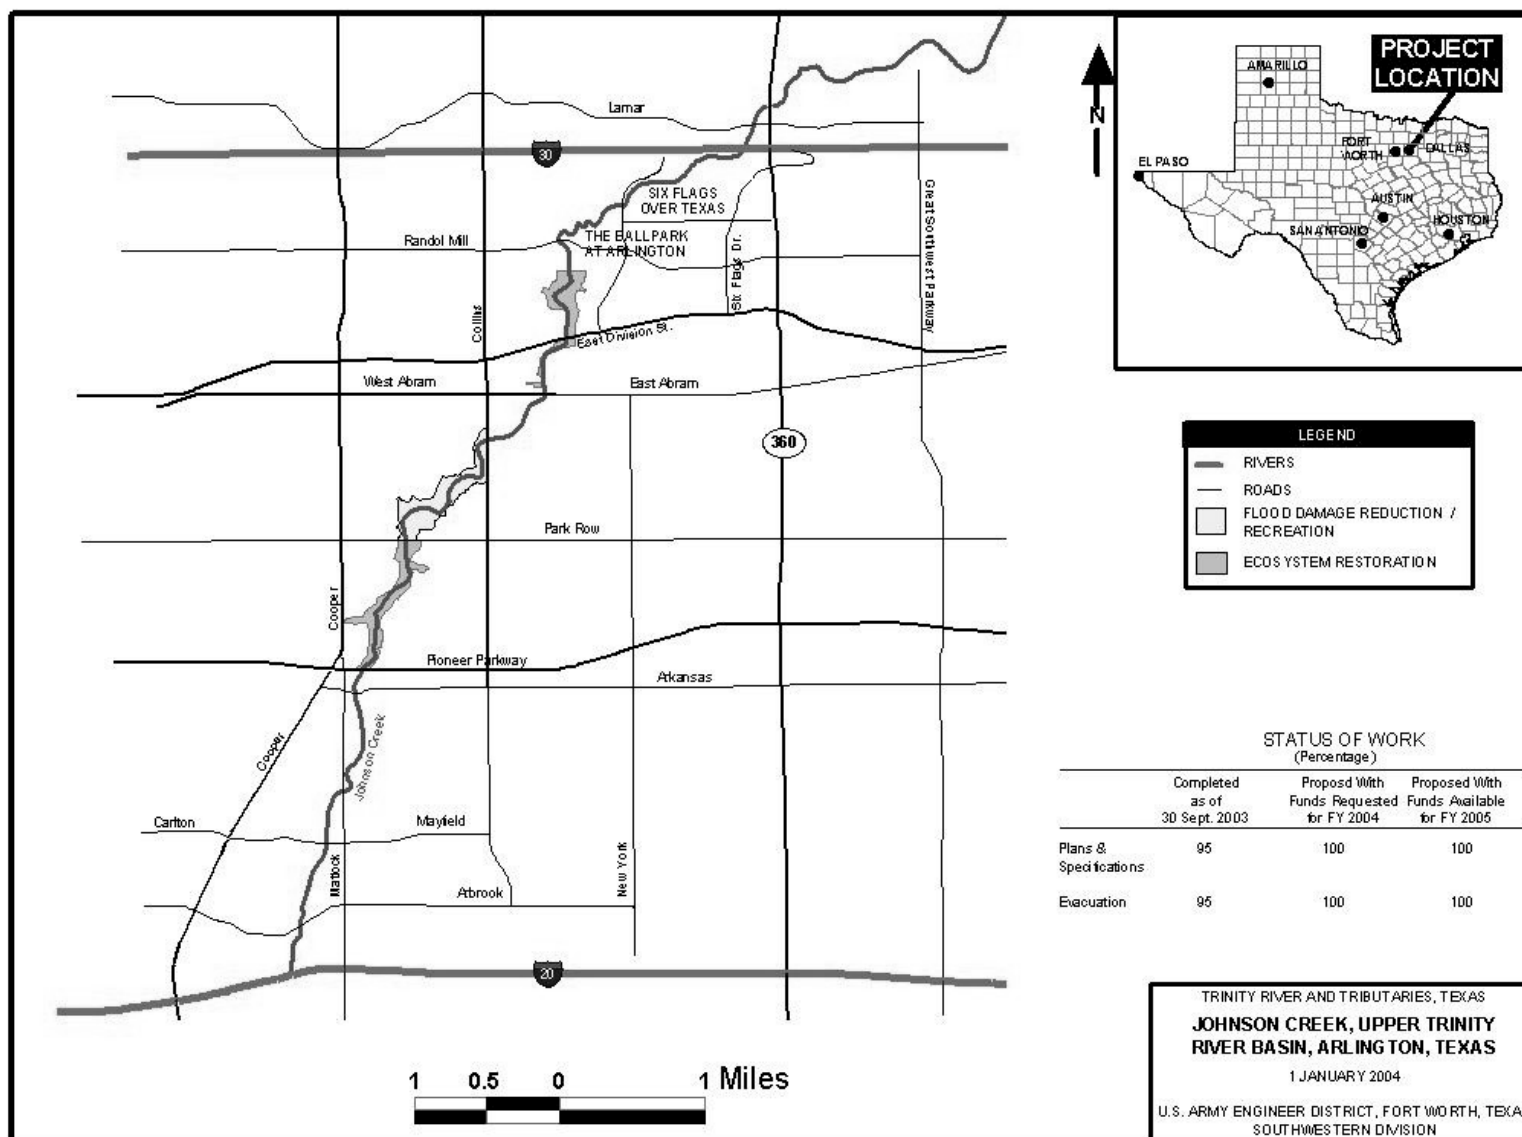 Lamar
30
SIX FLAGS
OVER TEXAS
THE BALLPARK
AT ARLINGTON
Randol Mill
Six Flags Dr.
Great Southwest Parkway
Collins
East Division St.
West Abram
East Abram
360
Park Row
Cooper
Pioneer Parkway
Arkansas
Cooper
Johnson Creek
Carlton
Mayfield
Matlock
Arbrook
New York
20
1 0.5 0 1 Miles
N
PROJECT
LOCATION
AMARILLO
FORT
WORTH
DALLAS
EL PASO
AUSTIN
HOUSTON
SAN ANTONIO
LEGEND
RIVERS
ROADS
FLOOD DAMAGE REDUCTION /
RECREATION
ECOSYSTEM RESTORATION
STATUS OF WORK
(Percentage)
Completed
as of
30 Sept. 2003
Proposd With
Funds Requested
for FY 2004
Proposed With
Funds Available
for FY 2005
Plans &
Specifications
95 100 100
Evacuation 95 100 100
TRINITY RIVER AND TRIBUTARIES, TEXAS
JOHNSON CREEK, UPPER TRINITY
RIVER BASIN, ARLINGTON, TEXAS
1 JANUARY 2004
U.S. ARMY ENGINEER DISTRICT, FORT WORTH, TEXA
SOUTHWESTERN DIVISION